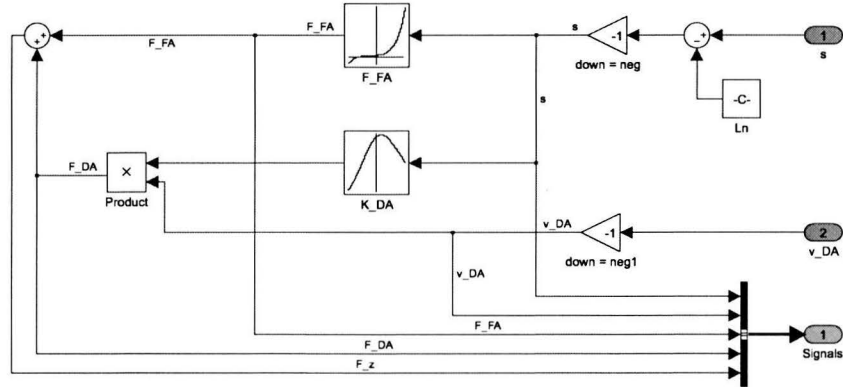 F_FA
F_FA
F_FA
s
-1
down = neg
1
s
s
-C-
Ln
F_DA
×
Product
K_DA
v_DA
-1
down = neg1
2
v_DA
v_DA
F_FA
F_DA
F_z
1
Signals